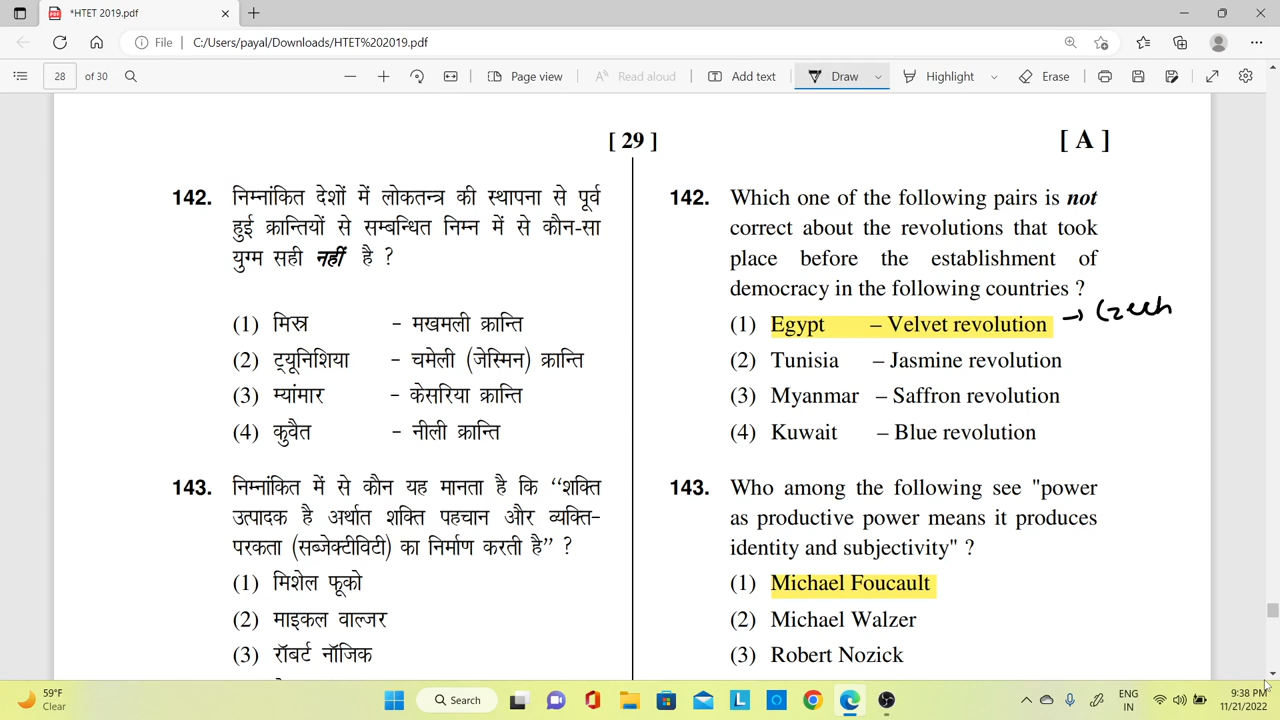 *HTET 2019.pdf
File C:/Users/payal/Downloads/HTET%202019.pdf
28 of 30 Page view Read aloud Add text Draw Highlight Erase
[ 29 ] [ A ]
142. निम्नांकित देशों में लोकतन्त्र की स्थापना से पूर्व
हुई क्रान्तियों से सम्बन्धित निम्न में से कौन-सा
युग्म सही नहीं है ?
(1) मिस्र - मखमली क्रान्ति
(2) ट्यूनिशिया - चमेली (जेस्मिन) क्रान्ति
(3) म्यांमार - केसरिया क्रान्ति
(4) कुवैत - नीली क्रान्ति
143. निम्नांकित में से कौन यह मानता है कि ‘‘शक्ति
उत्पादक है अर्थात शक्ति पहचान और व्यक्ति-
परकता (सब्जेक्टीविटी) का निर्माण करती है’’ ?
(1) मिशेल फूको
(2) माइकल वाल्जर
(3) रॉबर्ट नॉजिक
142. Which one of the following pairs is not
correct about the revolutions that took
place before the establishment of
democracy in the following countries ?
(1) Egypt – Velvet revolution → Czech
(2) Tunisia – Jasmine revolution
(3) Myanmar – Saffron revolution
(4) Kuwait – Blue revolution
143. Who among the following see "power
as productive power means it produces
identity and subjectivity" ?
(1) Michael Foucault
(2) Michael Walzer
(3) Robert Nozick
59°F
Clear
Search
ENG
IN
9:38 PM
11/21/2022